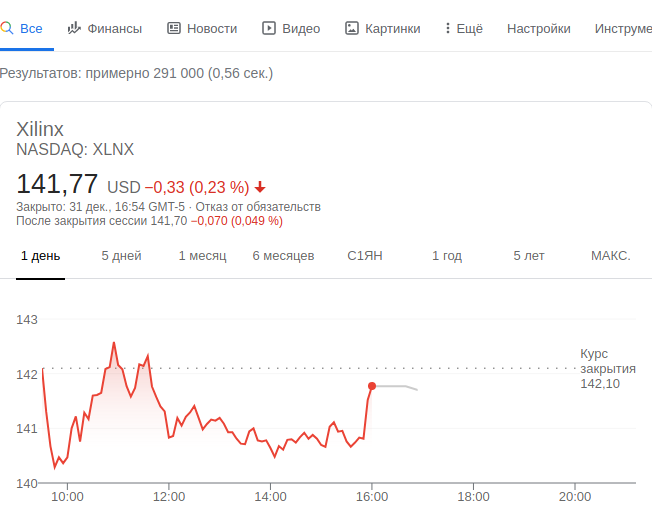 Все Финансы Новости Видео Картинки Ещё Настройки Инструме
Результатов: примерно 291 000 (0,56 сек.)
Xilinx
NASDAQ: XLNX
141,77 USD −0,33 (0,23 %)
Закрыто: 31 дек., 16:54 GMT-5 · Отказ от обязательств
После закрытия сессии 141,70 −0,070 (0,049 %)
1 день 5 дней 1 месяц 6 месяцев С1ЯН 1 год 5 лет МАКС.
143
142
141
140
Курс
закрытия
142,10
10:00 12:00 14:00 16:00 18:00 20:00